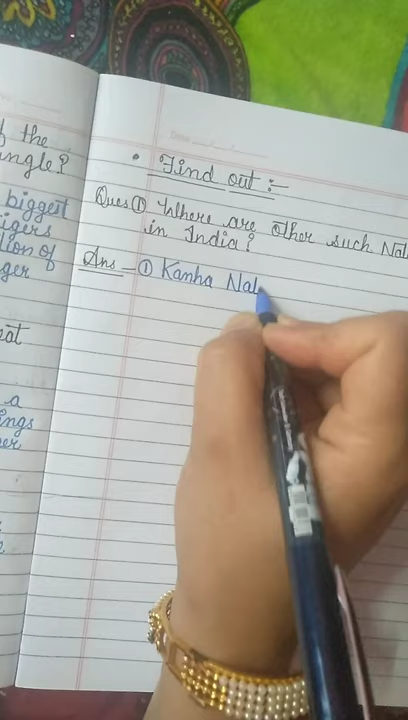 f the
ngle?
biggest
igers
lion of
ger
eat
a
ings
er
Date
• Find out :-
Ques① Where are other such Nat
in India?
Ans - ① Kanha Nat